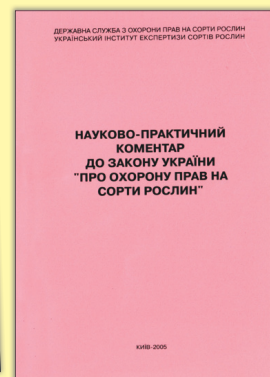 ДЕРЖАВНА СЛУЖБА З ОХОРОНИ ПРАВ НА СОРТИ РОСЛИН
УКРАЇНСЬКИЙ ІНСТИТУТ ЕКСПЕРТИЗИ СОРТІВ РОСЛИН
НАУКОВО-ПРАКТИЧНИЙ
КОМЕНТАР
ДО ЗАКОНУ УКРАЇНИ
"ПРО ОХОРОНУ ПРАВ НА
СОРТИ РОСЛИН"
КИЇВ-2005